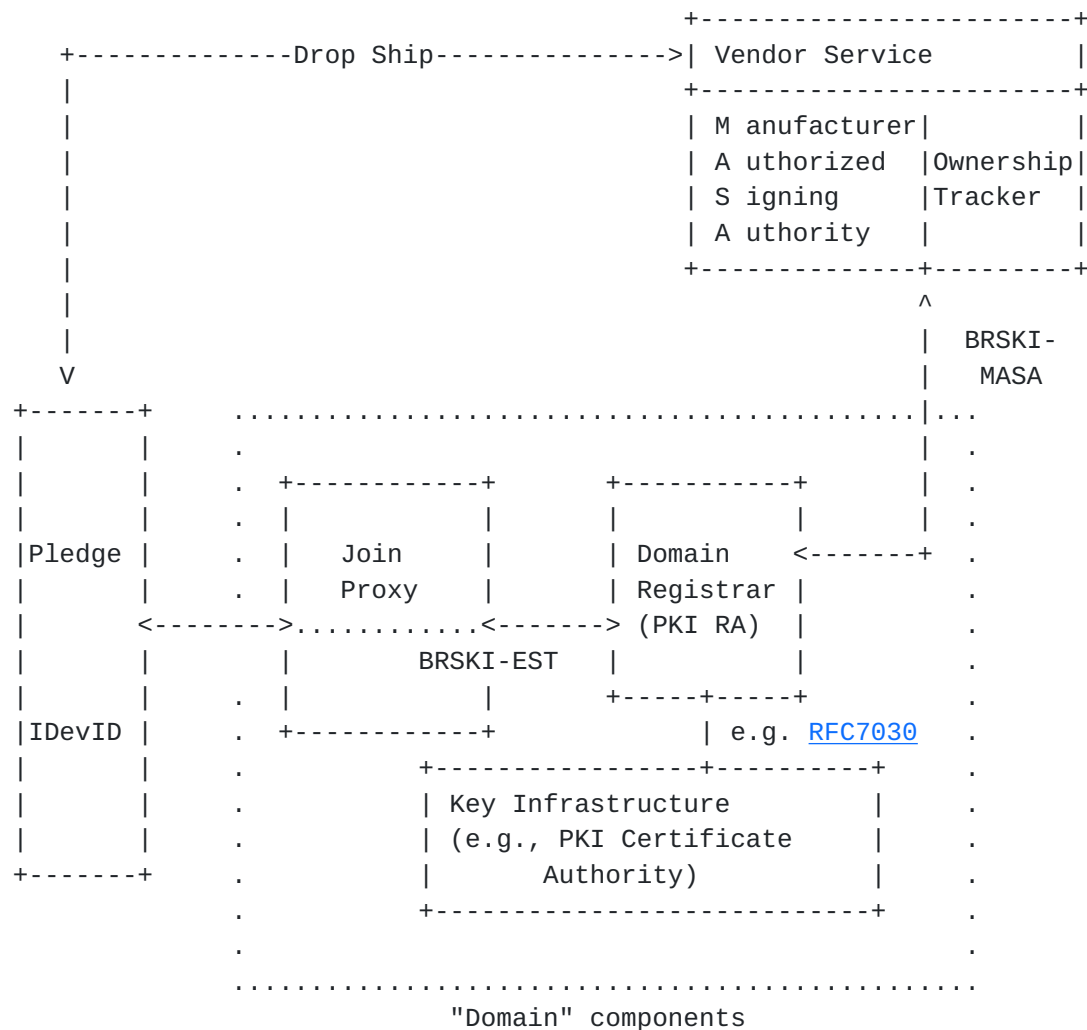 Drop Ship
Vendor Service
M anufacturer
A uthorized Ownership
S igning Tracker
A uthority
BRSKI-
V MASA
Pledge Join Domain
Proxy Registrar
(PKI RA)
BRSKI-EST
IDevID e.g. RFC7030
Key Infrastructure
(e.g., PKI Certificate
Authority)
"Domain" components